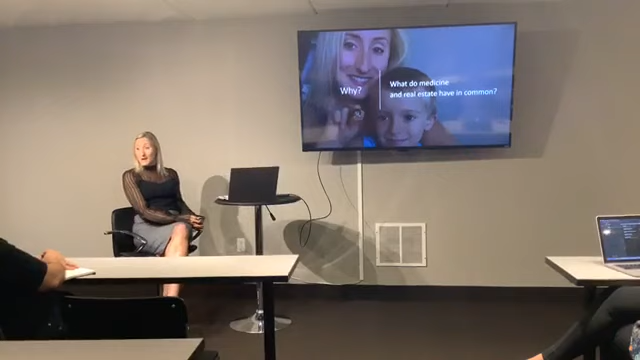 Why?
What do medicine
and real estate have in common?